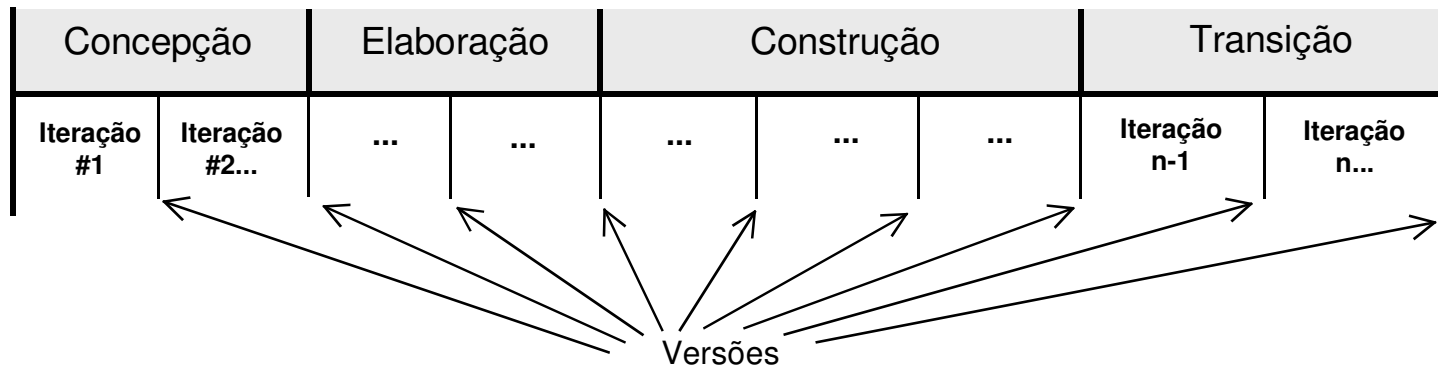 Concepção Elaboração Construção Transição
Iteração #1
Iteração #2...
...
...
...
...
...
Iteração n-1
Iteração n...
Versões